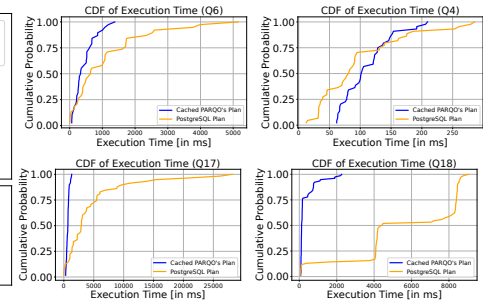 CDF of Execution Time (Q6)
Cumulative Probability
1.00
0.75
0.50
0.25
0.00
Cached PARQO's Plan
PostgreSQL Plan
0 1000 2000 3000 4000 5000
Execution Time [in ms]
CDF of Execution Time (Q4)
Cumulative Probability
1.00
0.75
0.50
0.25
0.00
Cached PARQO's Plan
PostgreSQL Plan
0 50 100 150 200 250
Execution Time [in ms]
CDF of Execution Time (Q17)
Cumulative Probability
1.00
0.75
0.50
0.25
0.00
Cached PARQO's Plan
PostgreSQL Plan
0 5000 10000 15000 20000 25000
Execution Time [in ms]
CDF of Execution Time (Q18)
Cumulative Probability
1.00
0.75
0.50
0.25
0.00
Cached PARQO's Plan
PostgreSQL Plan
0 2000 4000 6000 8000
Execution Time [in ms]